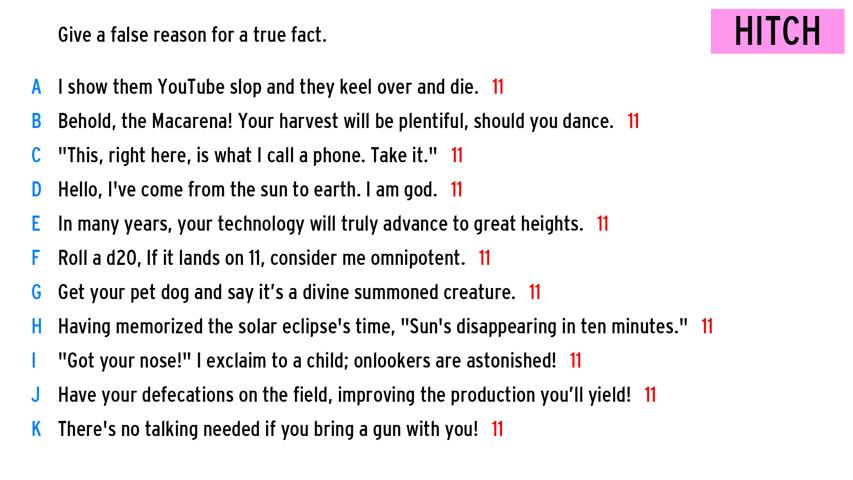 Give a false reason for a true fact.
HITCH
A I show them YouTube slop and they keel over and die. 11
B Behold, the Macarena! Your harvest will be plentiful, should you dance. 11
C "This, right here, is what I call a phone. Take it." 11
D Hello, I've come from the sun to earth. I am god. 11
E In many years, your technology will truly advance to great heights. 11
F Roll a d20, If it lands on 11, consider me omnipotent. 11
G Get your pet dog and say it’s a divine summoned creature. 11
H Having memorized the solar eclipse's time, "Sun's disappearing in ten minutes." 11
I "Got your nose!" I exclaim to a child; onlookers are astonished! 11
J Have your defecations on the field, improving the production you’ll yield! 11
K There's no talking needed if you bring a gun with you! 11